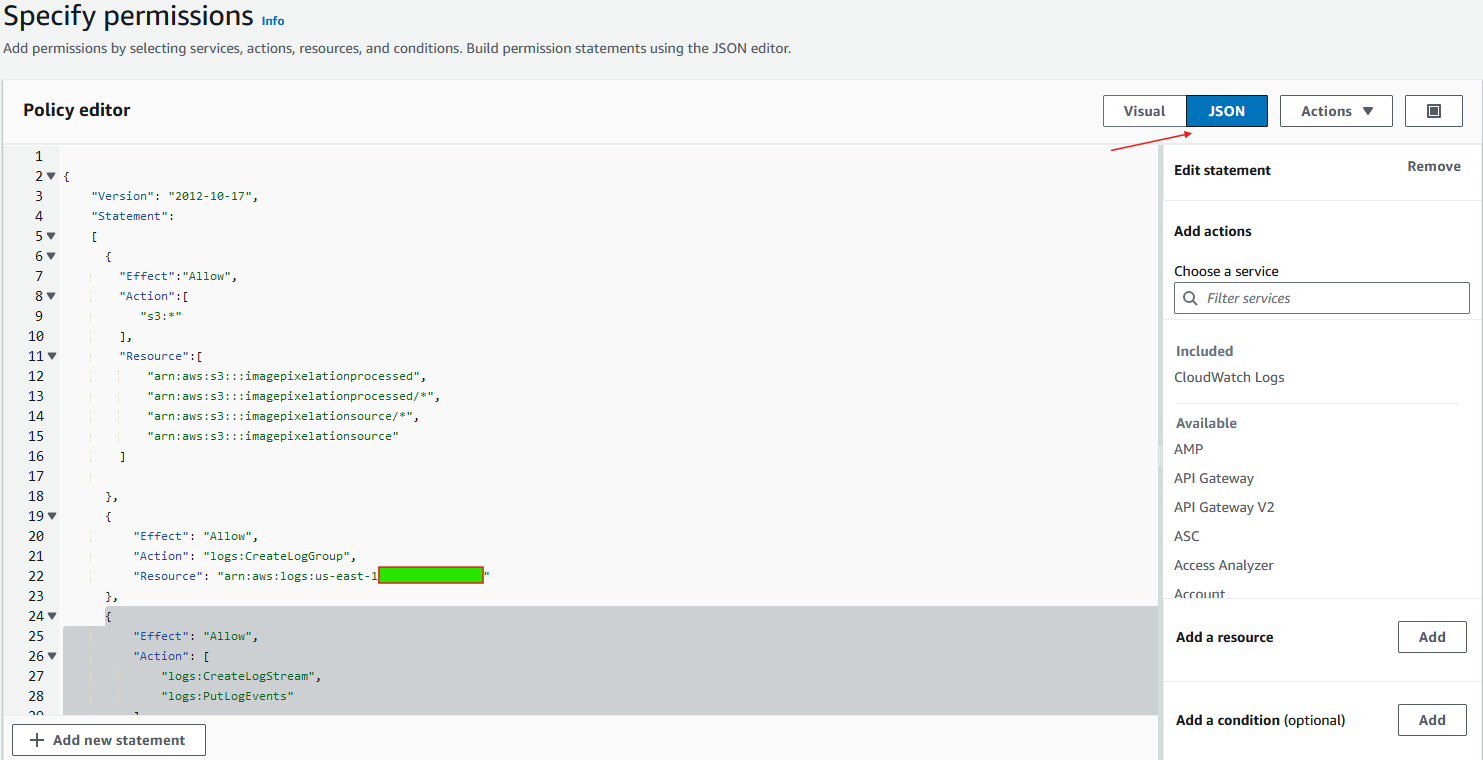 Specify permissions Info
Add permissions by selecting services, actions, resources, and conditions. Build permission statements using the JSON editor.
Policy editor
Visual JSON Actions
1
2 {
3 "Version": "2012-10-17",
4 "Statement":
5 [
6 {
7 "Effect":"Allow",
8 "Action":[
9 "s3:*"
10 ],
11 "Resource":[
12 "arn:aws:s3:::imagepixelationprocessed",
13 "arn:aws:s3:::imagepixelationprocessed/*",
14 "arn:aws:s3:::imagepixelationsource/*",
15 "arn:aws:s3:::imagepixelationsource"
16 ]
17
18 },
19 {
20 "Effect": "Allow",
21 "Action": "logs:CreateLogGroup",
22 "Resource": "arn:aws:logs:us-east-1 "
23 },
24 {
25 "Effect": "Allow",
26 "Action": [
27 "logs:CreateLogStream",
28 "logs:PutLogEvents"
29 ]
+ Add new statement
Edit statement Remove
Add actions
Choose a service
Filter services
Included
CloudWatch Logs
Available
AMP
API Gateway
API Gateway V2
ASC
Access Analyzer
Account
Add a resource Add
Add a condition (optional) Add